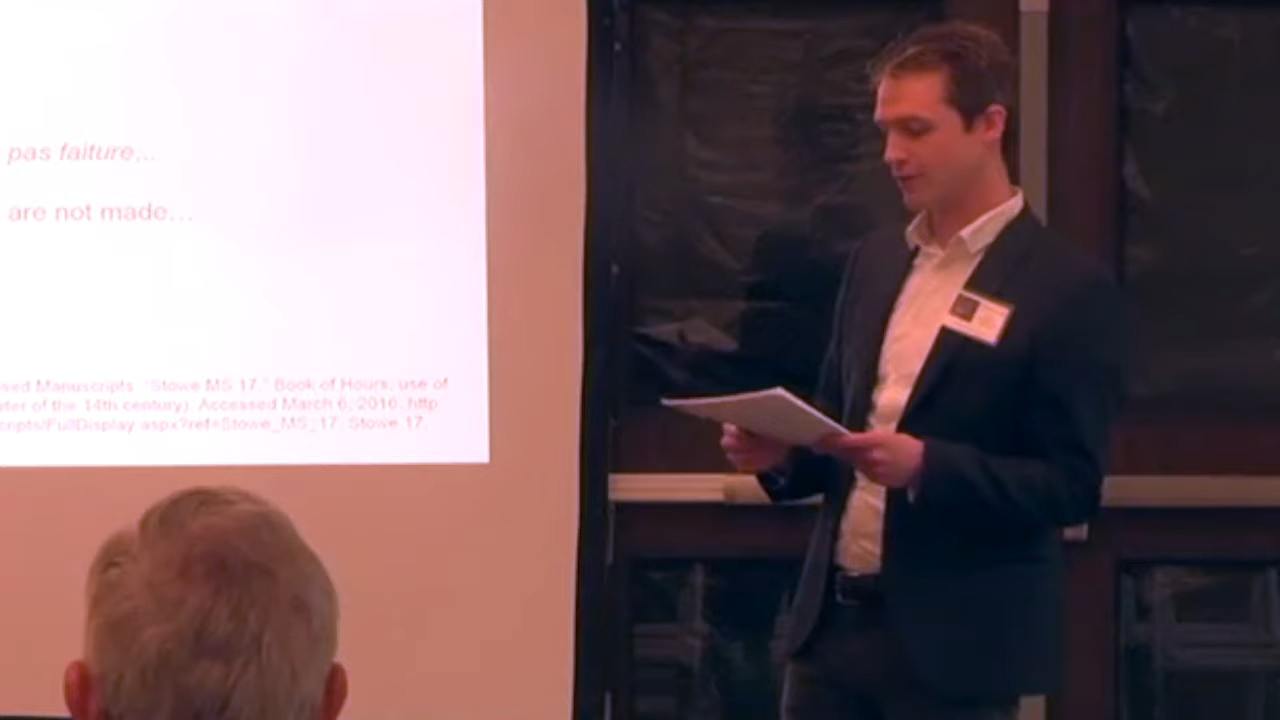 pas faiture...
are not made...
sed Manuscripts. "Stowe MS 17." Book of Hours, use of
ter of the 14th century). Accessed March 6, 2016. http
cripts/FullDisplay.aspx?ref=Stowe_MS_17; Stowe 17,